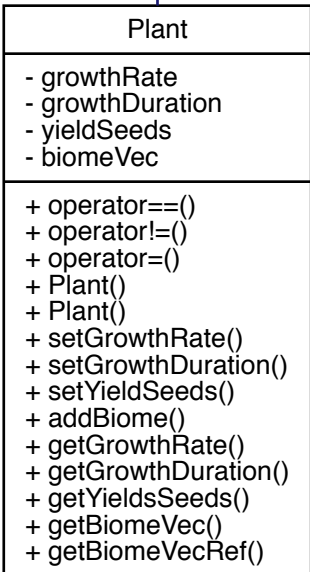 Plant
- growthRate
- growthDuration
- yieldSeeds
- biomeVec
+ operator==()
+ operator!=()
+ operator=()
+ Plant()
+ Plant()
+ setGrowthRate()
+ setGrowthDuration()
+ setYieldSeeds()
+ addBiome()
+ getGrowthRate()
+ getGrowthDuration()
+ getYieldsSeeds()
+ getBiomeVec()
+ getBiomeVecRef()